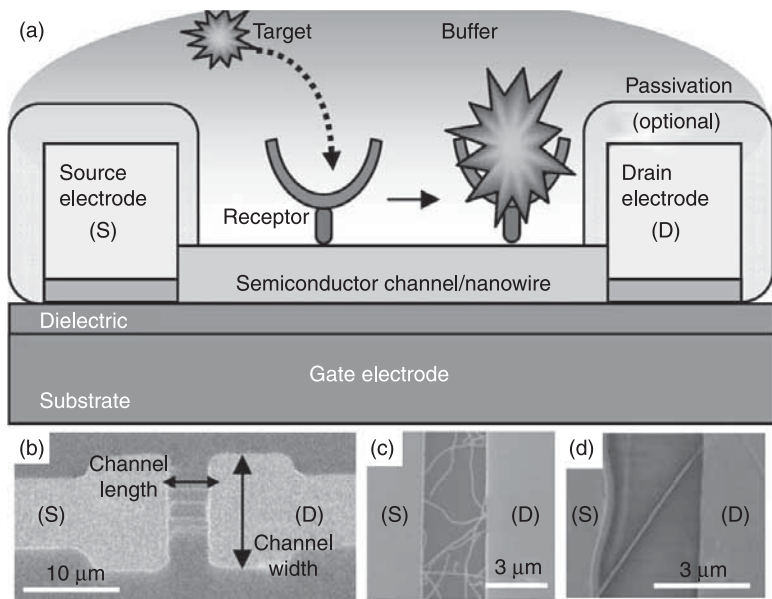 (a)
Target
Buffer
Passivation
(optional)
Source
electrode
(S)
Drain
electrode
(D)
Receptor
Semiconductor channel/nanowire
Dielectric
Gate electrode
Substrate
(b)
Channel
length
(S)
(D)
Channel
width
10 μm
(c)
(S)
(D)
3 μm
(d)
(S)
(D)
3 μm